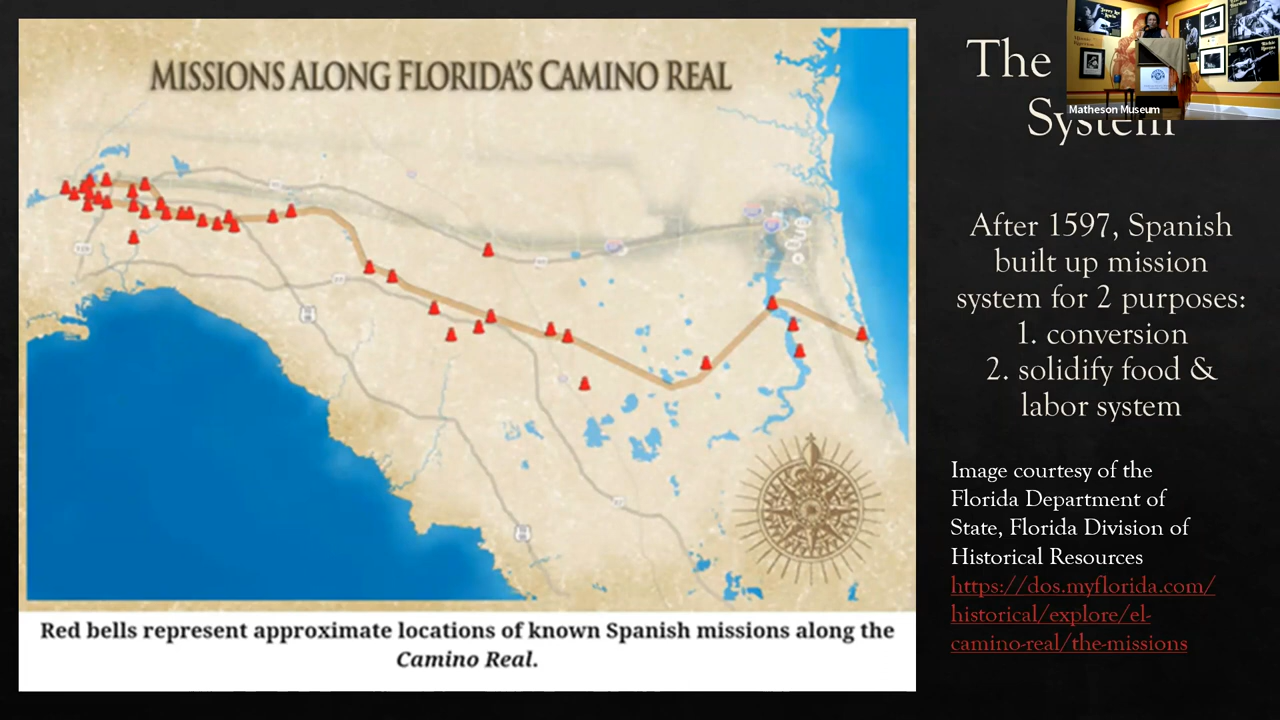 MISSIONS ALONG FLORIDA'S CAMINO REAL
Red bells represent approximate locations of known Spanish missions along the
Camino Real.
The
System
Matheson Museum
After 1597, Spanish
built up mission
system for 2 purposes:
1. conversion
2. solidify food &
labor system
Image courtesy of the
Florida Department of
State, Florida Division of
Historical Resources
https://dos.myflorida.com/
historical/explore/el-
camino-real/the-missions